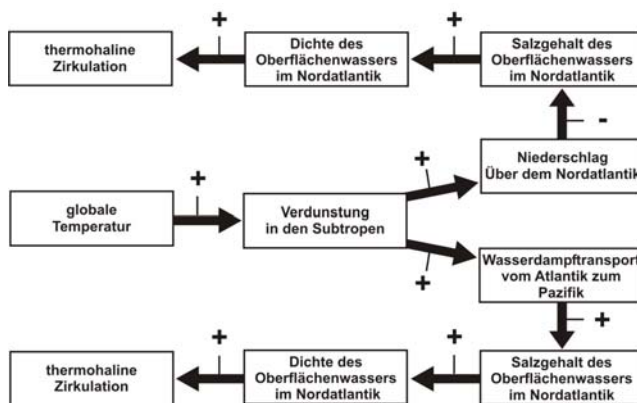 +
+
thermohaline
Zirkulation
Dichte des
Oberflächenwassers
im Nordatlantik
Salzgehalt des
Oberflächenwassers
im Nordatlantik
-
+
+
Niederschlag
Über dem Nordatlantik
globale
Temperatur
Verdunstung
in den Subtropen
Wasserdampftransport
vom Atlantik zum
Pazifik
+
+
+
+
thermohaline
Zirkulation
Dichte des
Oberflächenwassers
im Nordatlantik
Salzgehalt des
Oberflächenwassers
im Nordatlantik